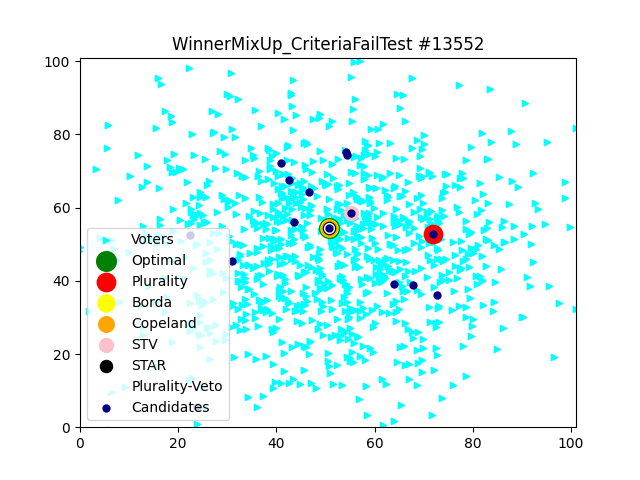 WinnerMixUp_CriteriaFailTest #13552
100
80
60
40
20
0
Voters
Optimal
Plurality
Borda
Copeland
STV
STAR
Plurality-Veto
Candidates
0 20 40 60 80 100